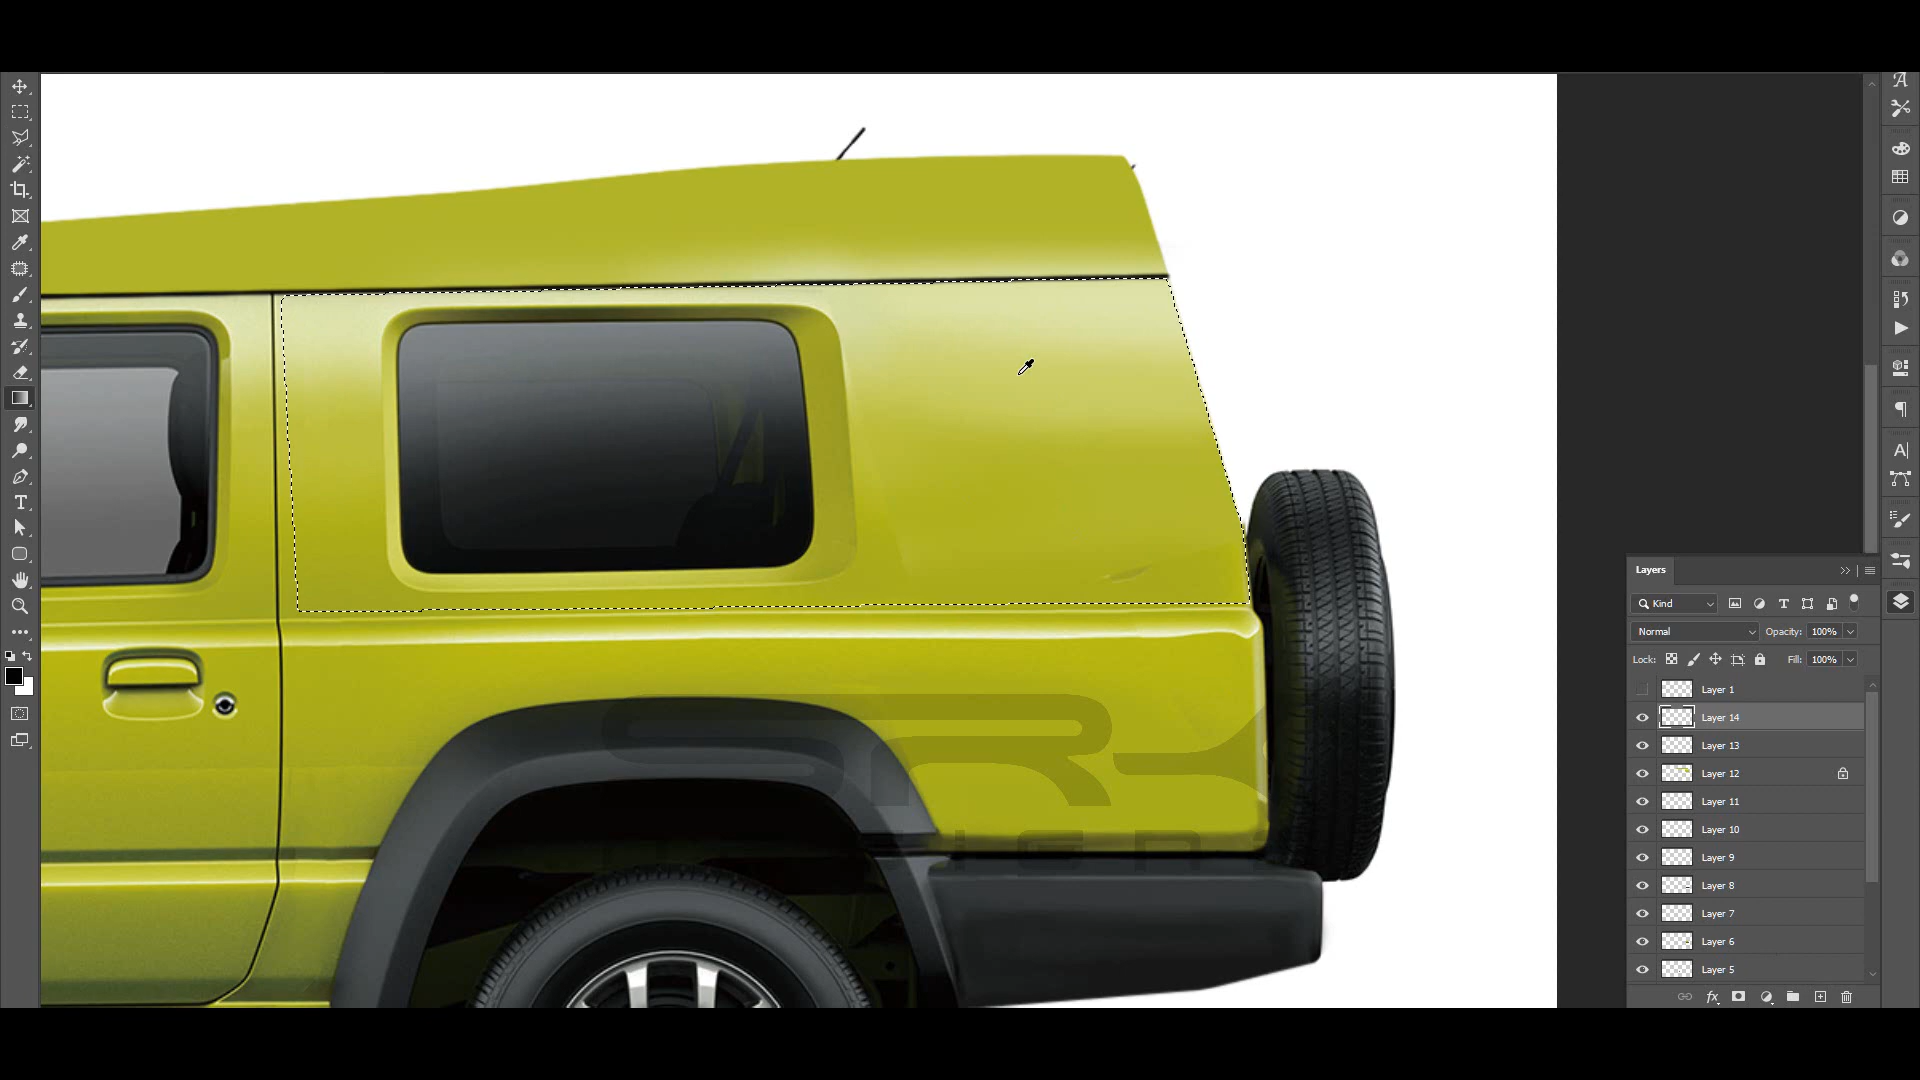 Layers
Kind
Normal
Opacity: 100%
Lock:
Fill: 100%
Layer 1
Layer 14
Layer 13
Layer 12
Layer 11
Layer 10
Layer 9
Layer 8
Layer 7
Layer 6
Layer 5